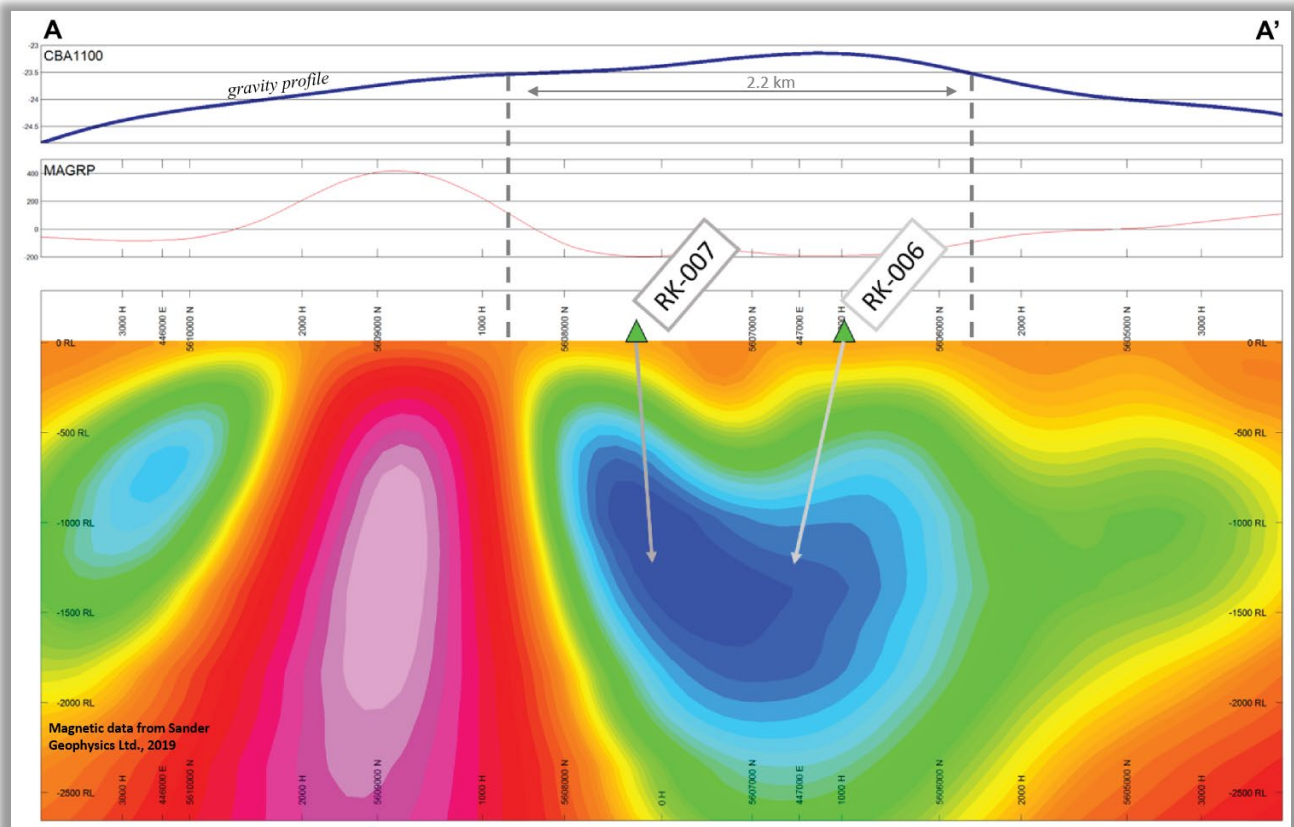 A
A'
CBA1100
-23
-23.5
-24
-24.5
gravity profile
2.2 km
MAGRP
400
200
0
-200
RK-007
RK-006
3000 H
446000 E
5610000 N
2000 H
5609000 N
1000 H
5608000 N
5607000 N
447000 E
5606000 N
2000 H
5605000 N
3000 H
0 RL
0 RL
-500 RL
-500 RL
-1000 RL
-1000 RL
-1500 RL
-1500 RL
-2000 RL
-2000 RL
Magnetic data from Sander
Geophysics Ltd., 2019
-2500 RL
-2500 RL
3000 H
446000 E
5610000 N
2000 H
5609000 N
1000 H
5608000 N
0 H
5607000 N
447000 E
1000 H
5606000 N
2000 H
5605000 N
3000 H